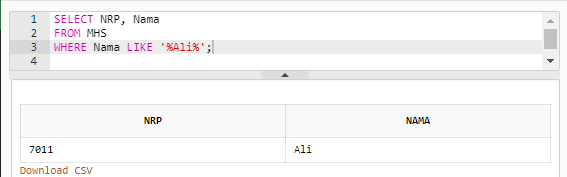 1 SELECT NRP, Nama
2 FROM MHS
3 WHERE Nama LIKE '%Ali%';
4
NRP NAMA
7011 Ali
Download CSV